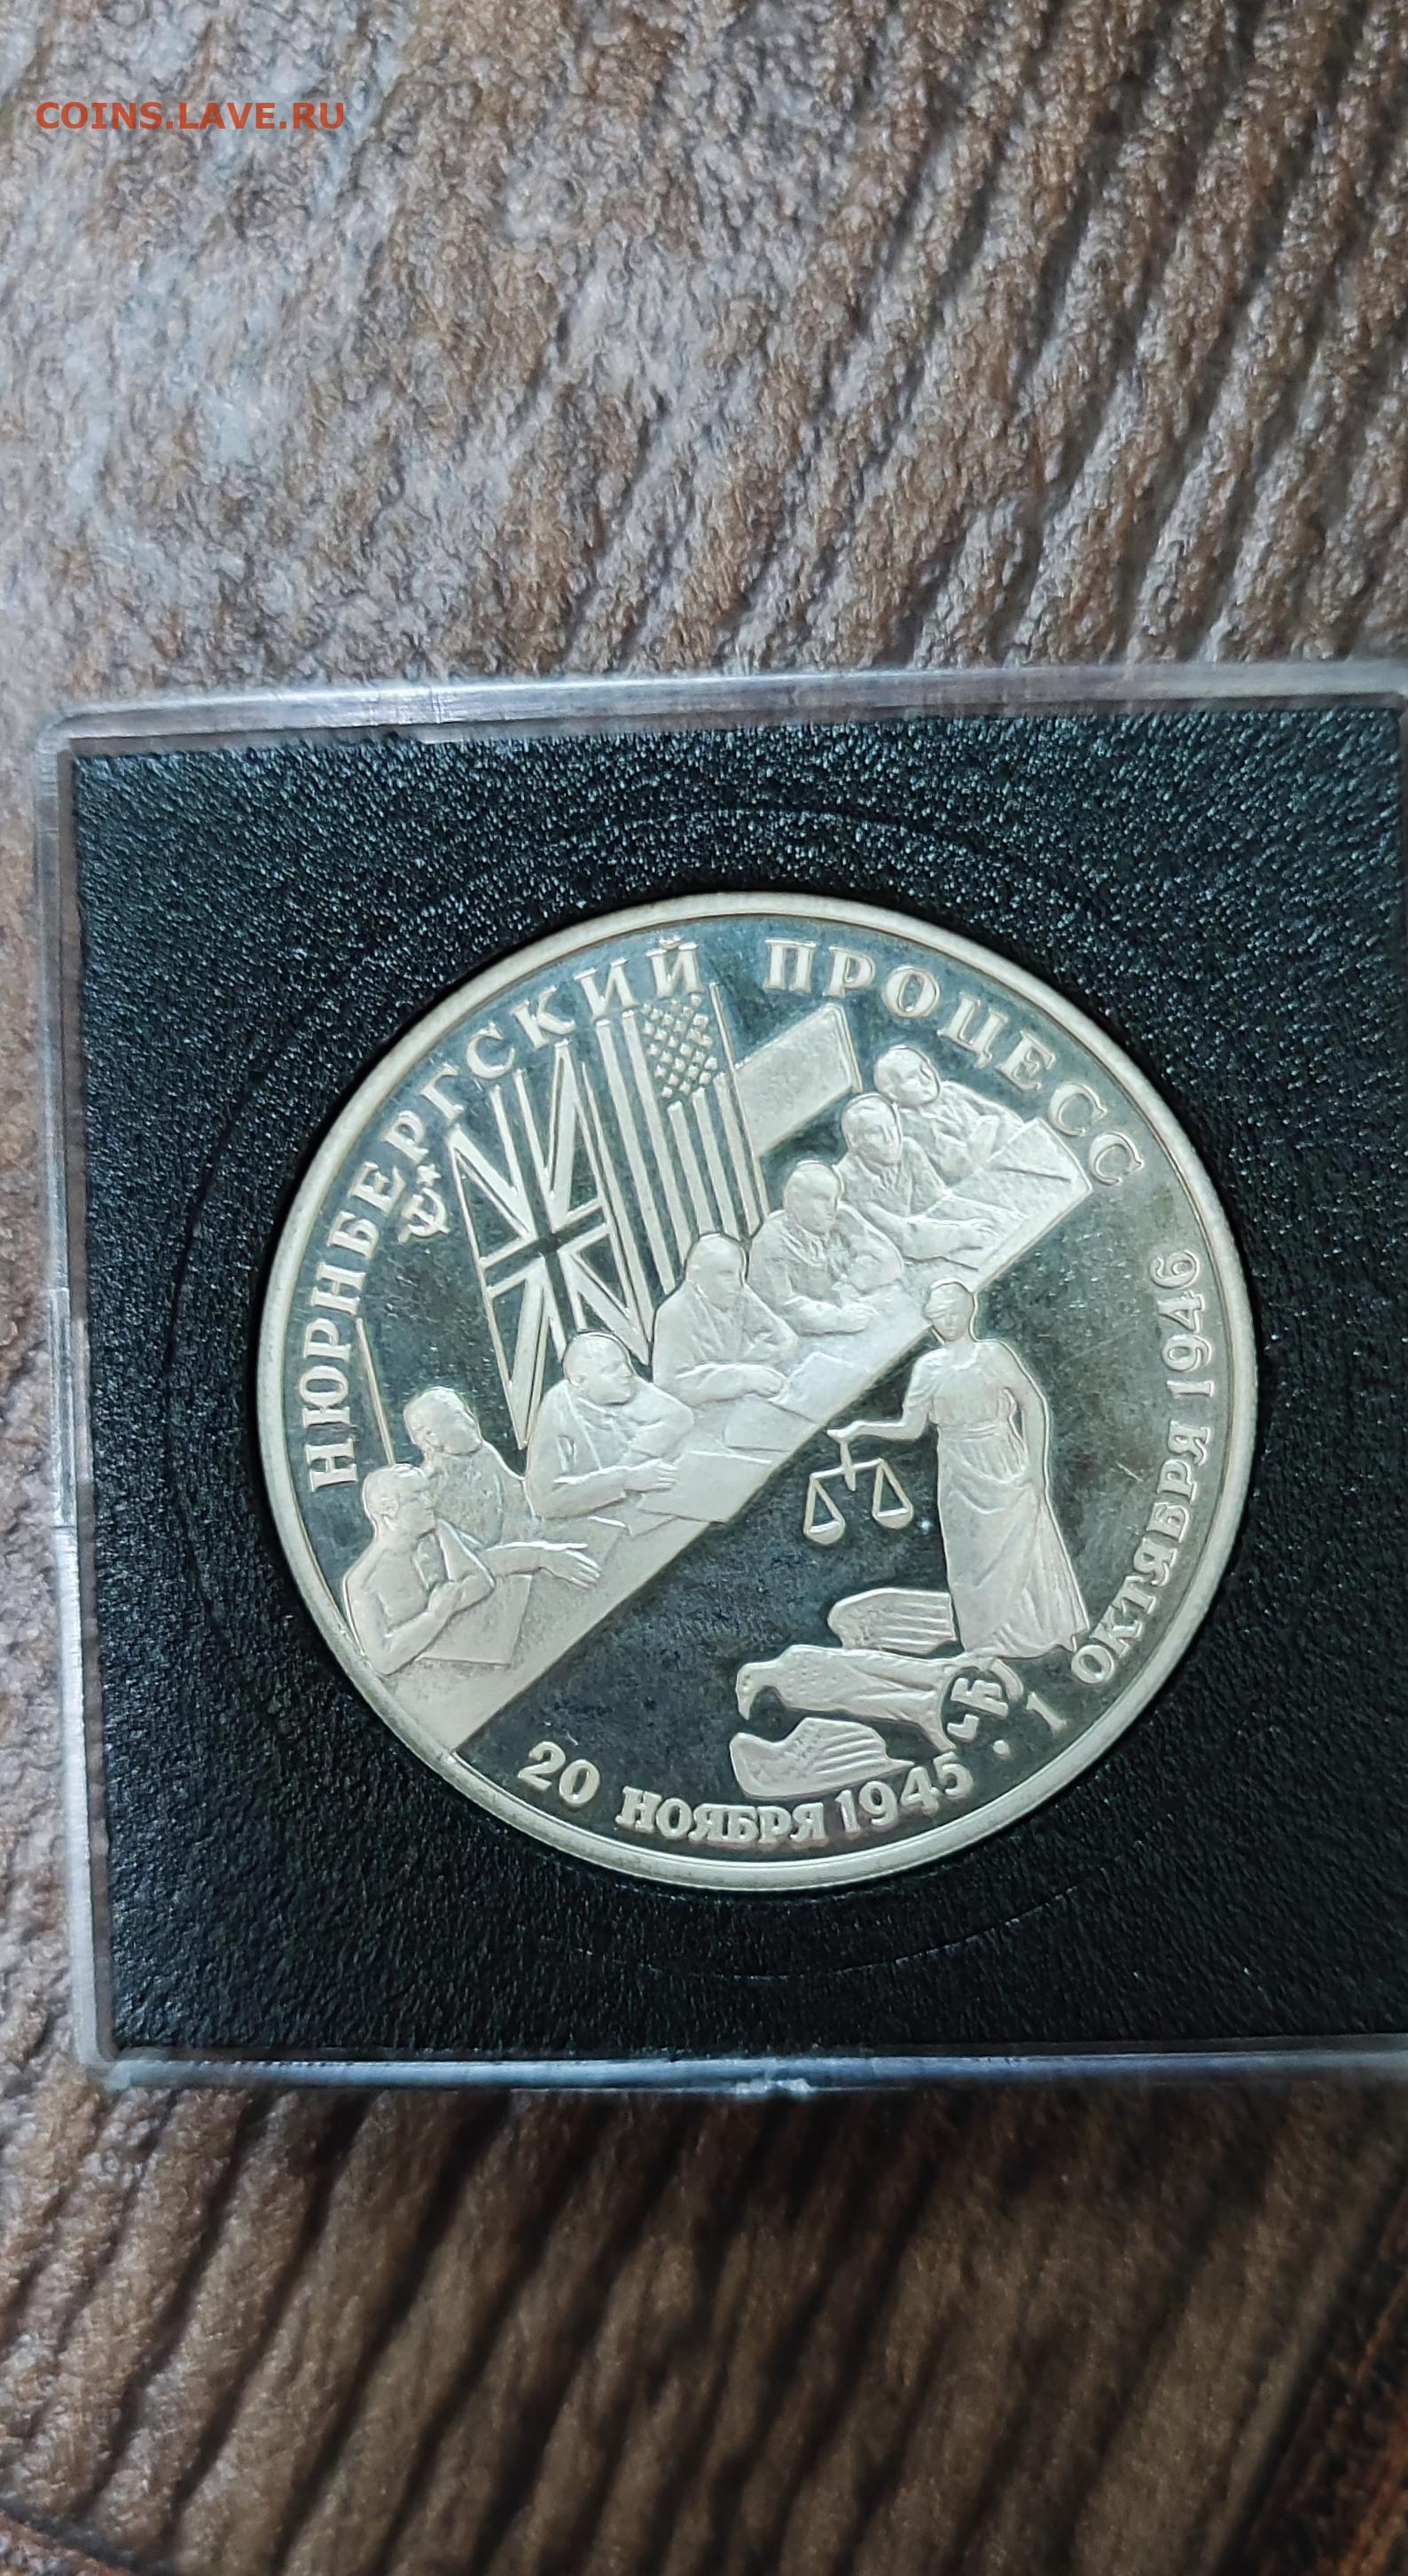 COINS.LAVE.RU
НЮРНБЕРГСКИЙ ПРОЦЕСС
20 НОЯБРЯ 1945 · 1 ОКТЯБРЯ 1946